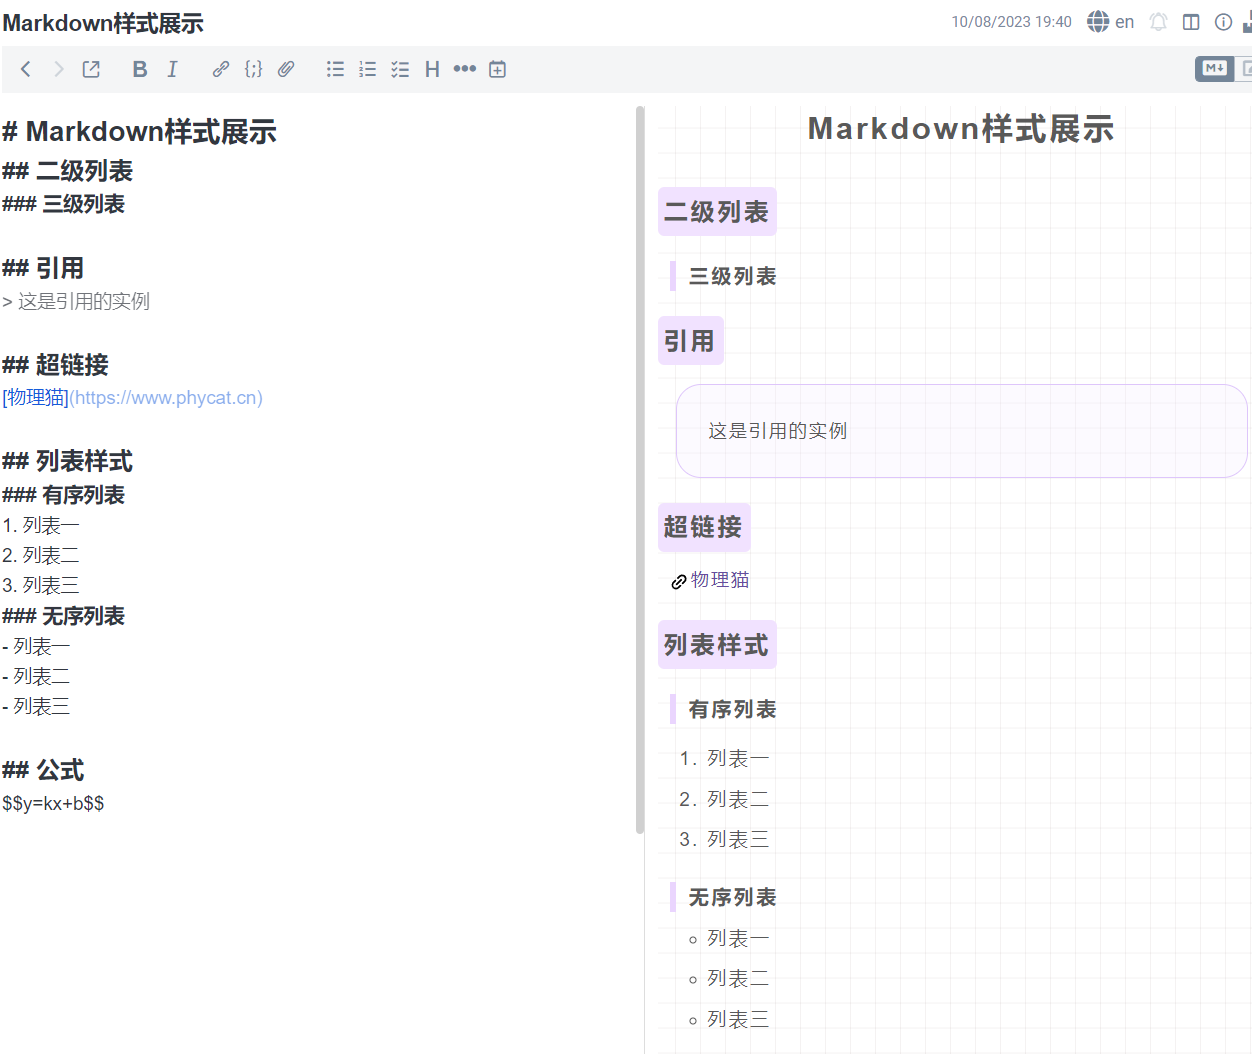 Markdown样式展示
10/08/2023 19:40 en
B I {;} H M↓
# Markdown样式展示
## 二级列表
### 三级列表
## 引用
> 这是引用的实例
## 超链接
[物理猫](https://www.phycat.cn)
## 列表样式
### 有序列表
1. 列表一
2. 列表二
3. 列表三
### 无序列表
- 列表一
- 列表二
- 列表三
## 公式
$$y=kx+b$$
Markdown样式展示
二级列表
三级列表
引用
这是引用的实例
超链接
物理猫
列表样式
有序列表
1. 列表一
2. 列表二
3. 列表三
无序列表
列表一
列表二
列表三